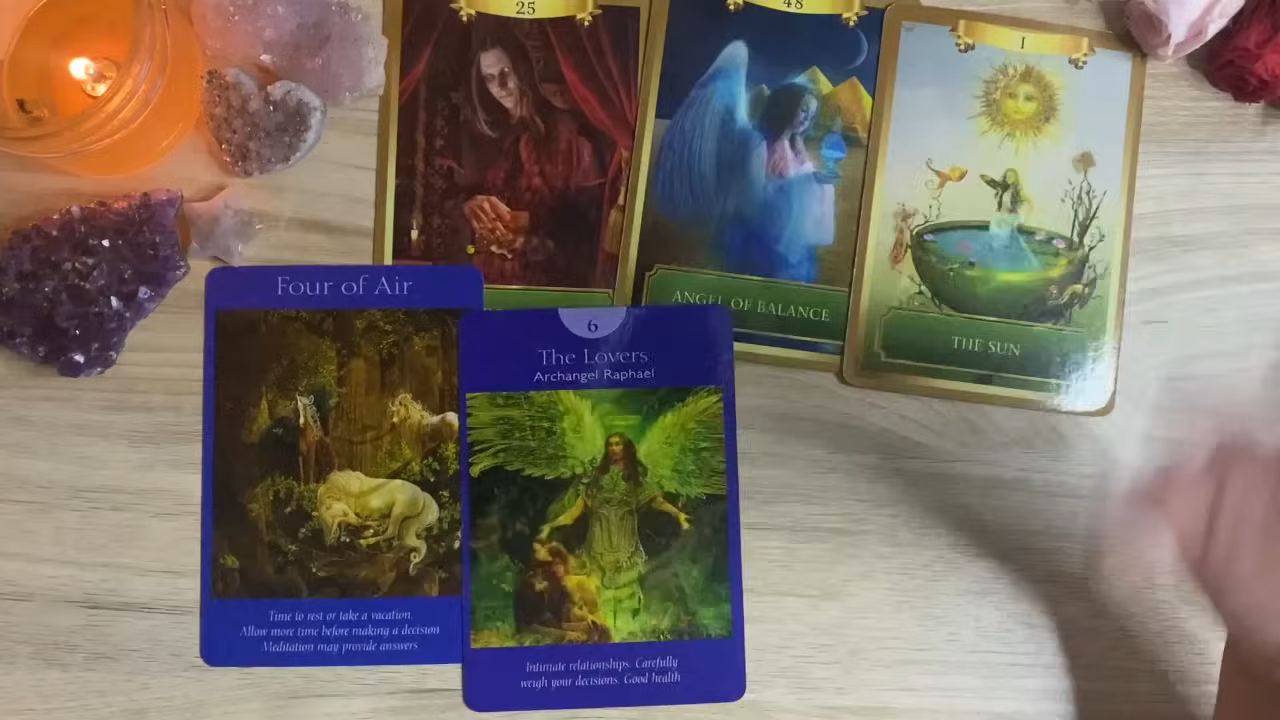 25
48
I
ANGEL OF BALANCE
THE SUN
Four of Air
6
The Lovers
Archangel Raphael
Time to rest or take a vacation.
Allow more time before making a decision
Meditation may provide answers
Intimate relationships. Carefully
weigh your decisions. Good health